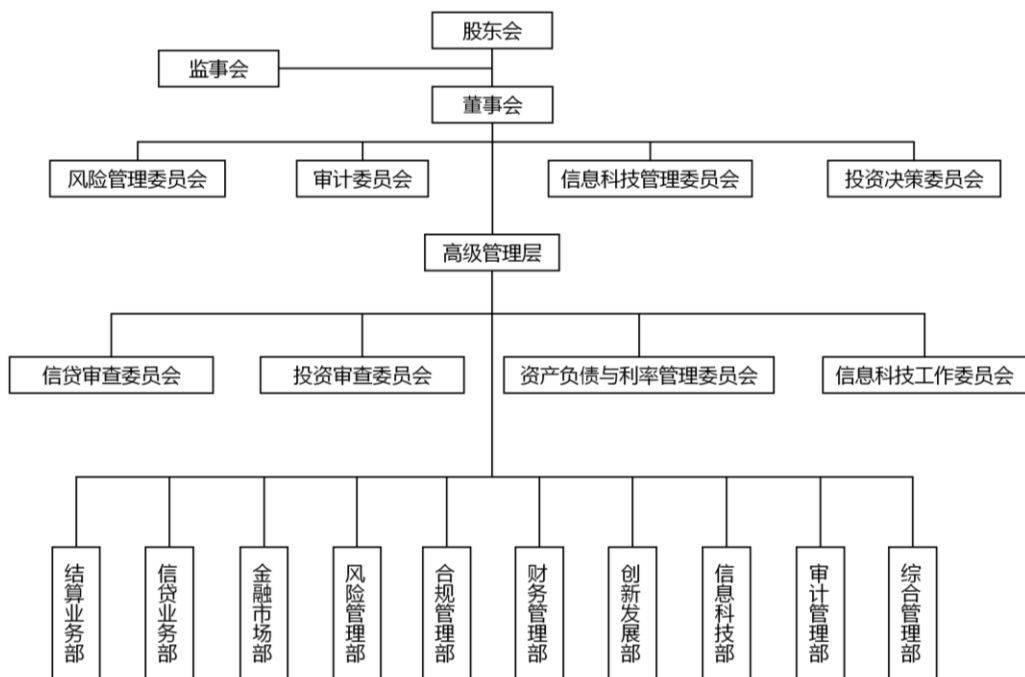 股东会
监事会
董事会
风险管理委员会
审计委员会
信息科技管理委员会
投资决策委员会
高级管理层
信贷审查委员会
投资审查委员会
资产负债与利率管理委员会
信息科技工作委员会
结算业务部
信贷业务部
金融市场部
风险管理部
合规管理部
财务管理部
创新发展部
信息科技部
审计管理部
综合管理部